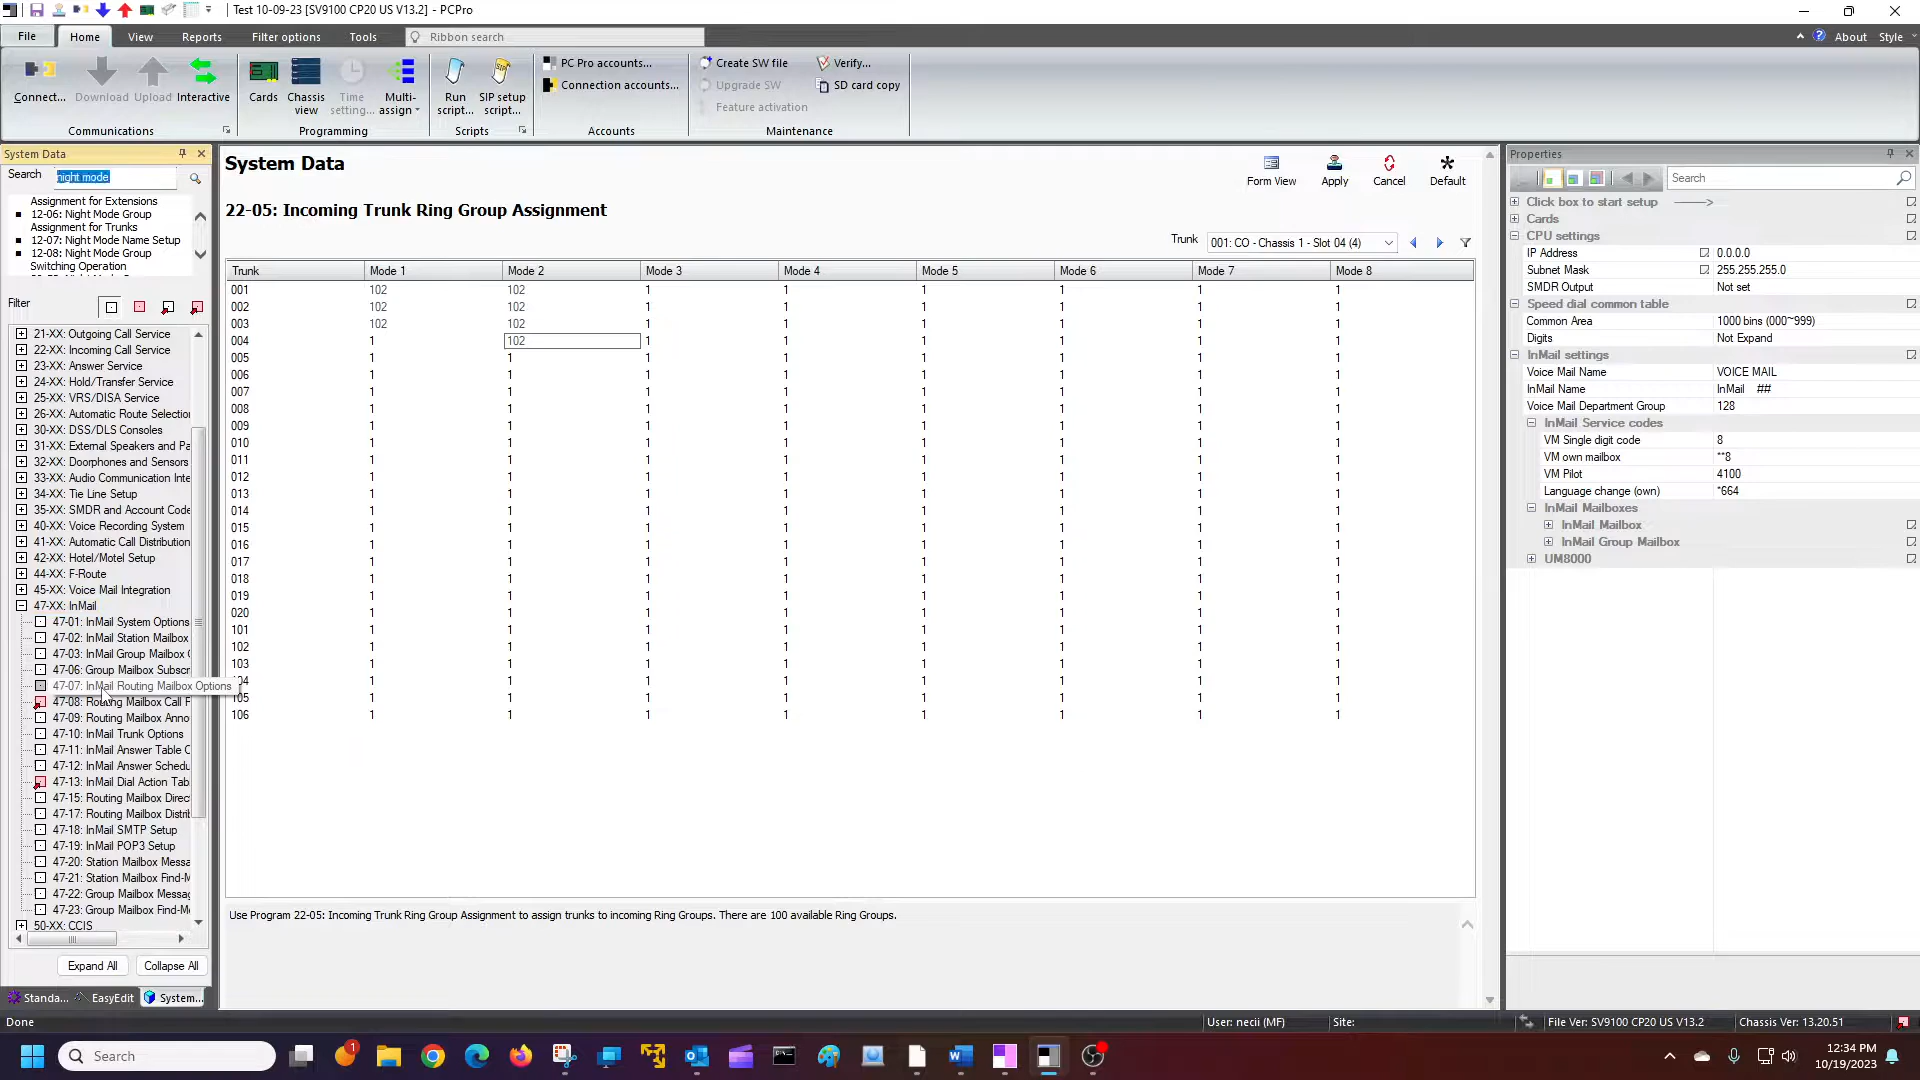 Test 10-09-23 [SV9100 CP20 US V13.2] - PCPro
File Home View Reports Filter options Tools Ribbon search About Style
Connect... Download Upload Interactive
Communications
Cards Chassis view Time setting... Multi-assign
Programming
Run script... SIP setup script...
Scripts
PC Pro accounts...
Connection accounts...
Accounts
Create SW file Verify...
Upgrade SW SD card copy
Feature activation
Maintenance
System Data
Search night mode
Assignment for Extensions
12-06: Night Mode Group
Assignment for Trunks
12-07: Night Mode Name Setup
12-08: Night Mode Group
Switching Operation
Filter
21-XX: Outgoing Call Service
22-XX: Incoming Call Service
23-XX: Answer Service
24-XX: Hold/Transfer Service
25-XX: VRS/DISA Service
26-XX: Automatic Route Selection
30-XX: DSS/DLS Consoles
31-XX: External Speakers and Pa
32-XX: Doorphones and Sensors
33-XX: Audio Communication Inte
34-XX: Tie Line Setup
35-XX: SMDR and Account Code
40-XX: Voice Recording System
41-XX: Automatic Call Distribution
42-XX: Hotel/Motel Setup
44-XX: F-Route
45-XX: Voice Mail Integration
47-XX: InMail
47-01: InMail System Options
47-02: InMail Station Mailbox
47-03: InMail Group Mailbox
47-06: Group Mailbox Subscr
47-07: InMail Routing Mailbox Options
47-08: Routing Mailbox Call F
47-09: Routing Mailbox Anno
47-10: InMail Trunk Options
47-11: InMail Answer Table
47-12: InMail Answer Schedu
47-13: InMail Dial Action Tab
47-15: Routing Mailbox Direc
47-17: Routing Mailbox Distrib
47-18: InMail SMTP Setup
47-19: InMail POP3 Setup
47-20: Station Mailbox Messa
47-21: Station Mailbox Find-M
47-22: Group Mailbox Messag
47-23: Group Mailbox Find-Me
50-XX: CCIS
Expand All Collapse All
Standa... EasyEdit System...
System Data
Form View Apply Cancel Default
22-05: Incoming Trunk Ring Group Assignment
Trunk 001: CO - Chassis 1 - Slot 04 (4)
Trunk Mode 1 Mode 2 Mode 3 Mode 4 Mode 5 Mode 6 Mode 7 Mode 8
001 102 102 1 1 1 1 1 1
002 102 102 1 1 1 1 1 1
003 102 102 1 1 1 1 1 1
004 1 102 1 1 1 1 1 1
005 1 1 1 1 1 1 1 1
006 1 1 1 1 1 1 1 1
007 1 1 1 1 1 1 1 1
008 1 1 1 1 1 1 1 1
009 1 1 1 1 1 1 1 1
010 1 1 1 1 1 1 1 1
011 1 1 1 1 1 1 1 1
012 1 1 1 1 1 1 1 1
013 1 1 1 1 1 1 1 1
014 1 1 1 1 1 1 1 1
015 1 1 1 1 1 1 1 1
016 1 1 1 1 1 1 1 1
017 1 1 1 1 1 1 1 1
018 1 1 1 1 1 1 1 1
019 1 1 1 1 1 1 1 1
020 1 1 1 1 1 1 1 1
101 1 1 1 1 1 1 1 1
102 1 1 1 1 1 1 1 1
103 1 1 1 1 1 1 1 1
04 1 1 1 1 1 1 1 1
105 1 1 1 1 1 1 1 1
106 1 1 1 1 1 1 1 1
Use Program 22-05: Incoming Trunk Ring Group Assignment to assign trunks to incoming Ring Groups. There are 100 available Ring Groups.
Properties
Search
Click box to start setup ------>
Cards
CPU settings
IP Address 0.0.0.0
Subnet Mask 255.255.255.0
SMDR Output Not set
Speed dial common table
Common Area 1000 bins (000~999)
Digits Not Expand
InMail settings
Voice Mail Name VOICE MAIL
InMail Name InMail ##
Voice Mail Department Group 128
InMail Service codes
VM Single digit code 8
VM own mailbox **8
VM Pilot 4100
Language change (own) *664
InMail Mailboxes
InMail Mailbox
InMail Group Mailbox
UM8000
Done User: necii (MF) Site: File Ver: SV9100 CP20 US V13.2 Chassis Ver: 13.20.51
Search 1 12:34 PM
10/19/2023